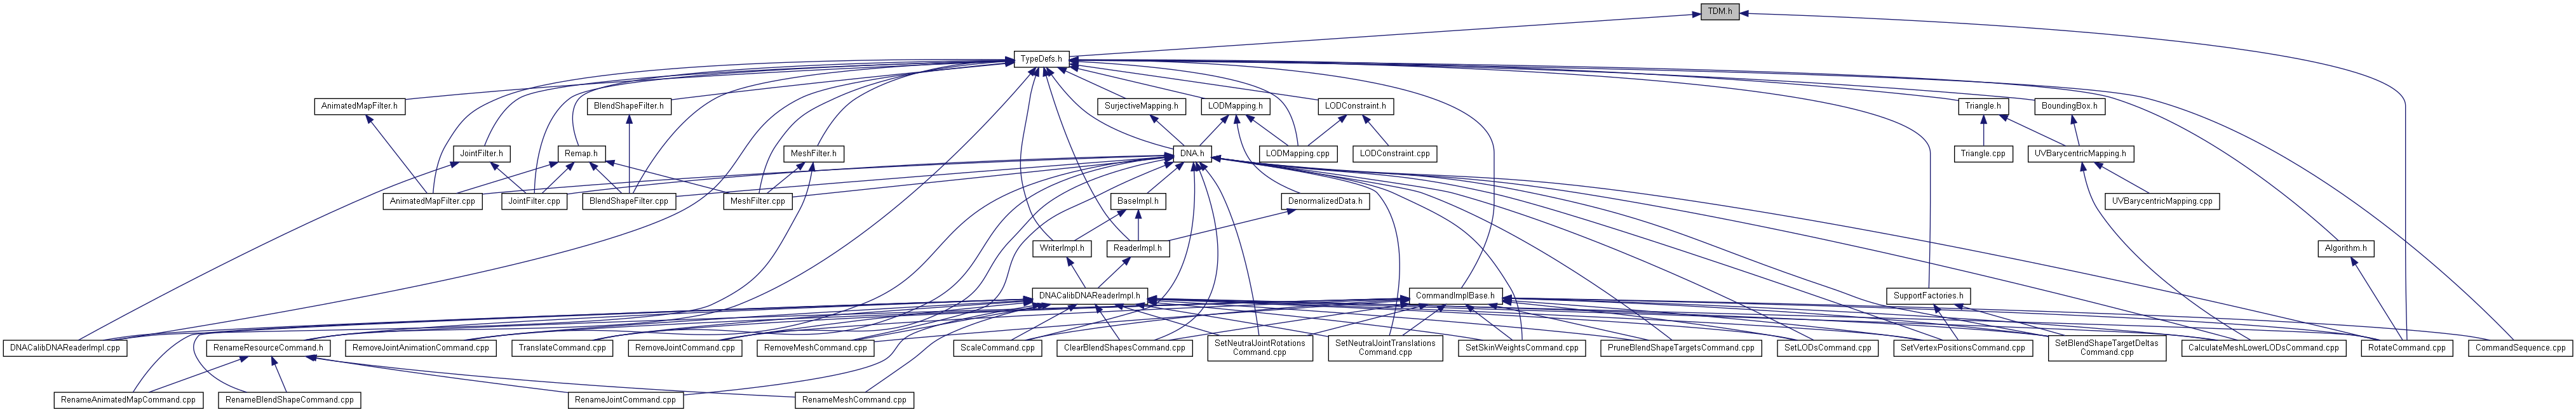 TDM.h
TypeDefs.h
AnimatedMapFilter.h
BlendShapeFilter.h
SurjectiveMapping.h
LODMapping.h
LODConstraint.h
Triangle.h
BoundingBox.h
JointFilter.h
Remap.h
MeshFilter.h
DNA.h
LODMapping.cpp
LODConstraint.cpp
Triangle.cpp
UVBarycentricMapping.h
AnimatedMapFilter.cpp
JointFilter.cpp
BlendShapeFilter.cpp
MeshFilter.cpp
BaseImpl.h
DenormalizedData.h
UVBarycentricMapping.cpp
WriterImpl.h
ReaderImpl.h
Algorithm.h
DNACalibDNAReaderImpl.h
CommandImplBase.h
SupportFactories.h
DNACalibDNAReaderImpl.cpp
RenameResourceCommand.h
RemoveJointAnimationCommand.cpp
TranslateCommand.cpp
RemoveJointCommand.cpp
RemoveMeshCommand.cpp
ScaleCommand.cpp
ClearBlendShapesCommand.cpp
SetNeutralJointRotations
Command.cpp
SetNeutralJointTranslations
Command.cpp
SetSkinWeightsCommand.cpp
PruneBlendShapeTargetsCommand.cpp
SetLODsCommand.cpp
SetVertexPositionsCommand.cpp
SetBlendShapeTargetDeltas
Command.cpp
CalculateMeshLowerLODsCommand.cpp
RotateCommand.cpp
CommandSequence.cpp
RenameAnimatedMapCommand.cpp
RenameBlendShapeCommand.cpp
RenameJointCommand.cpp
RenameMeshCommand.cpp